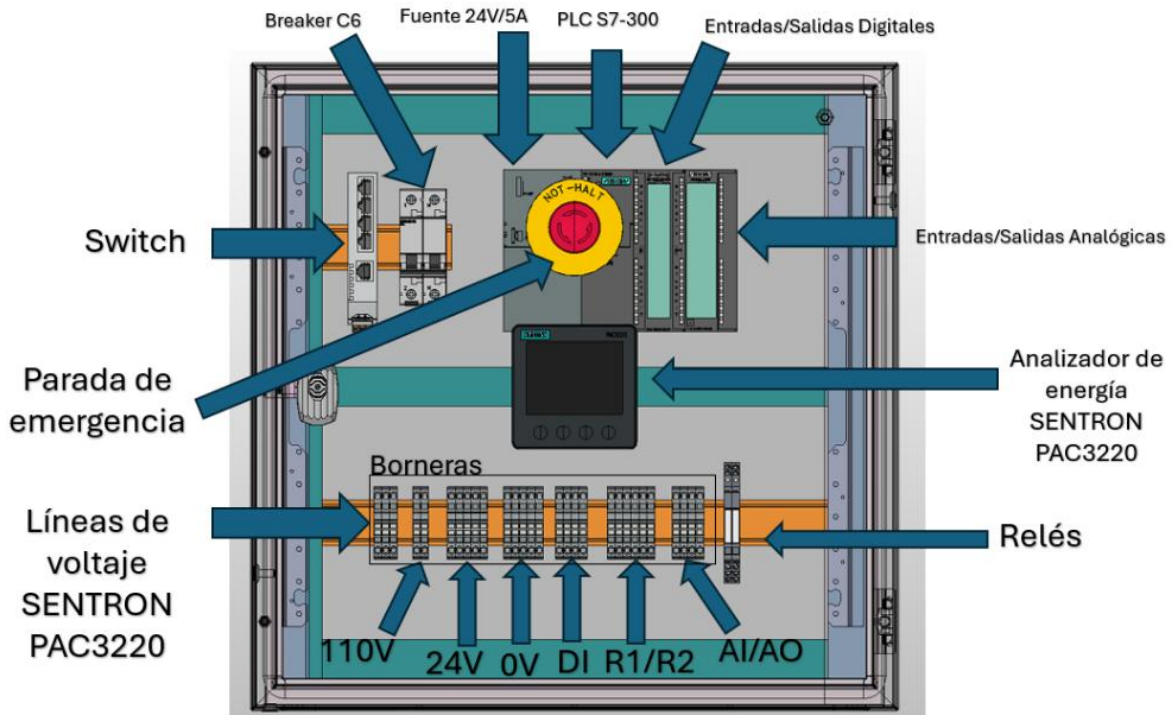 Breaker C6
Fuente 24V/5A
PLC S7-300
Entradas/Salidas Digitales
NOT-HALT
Switch
Entradas/Salidas Analógicas
Parada de
emergencia
Analizador de
energía
SENTRON
PAC3220
Borneras
Líneas de
voltaje
SENTRON
PAC3220
Relés
110V
24V
0V
DI
R1/R2
AI/AO